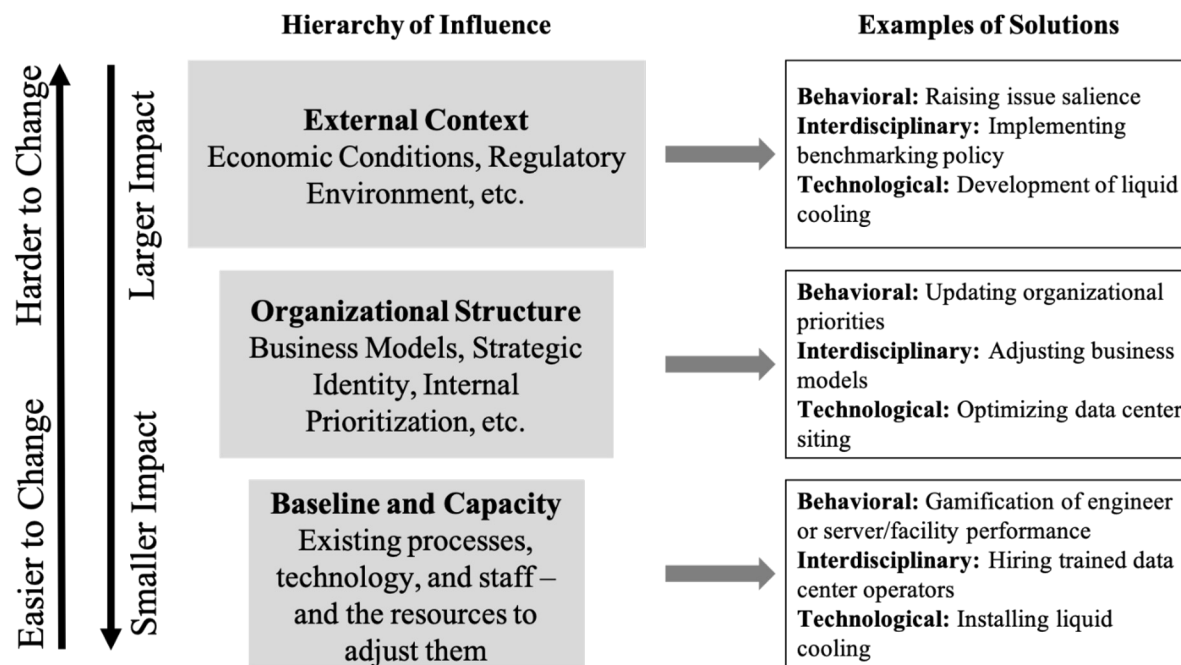 Hierarchy of Influence
Examples of Solutions
Harder to Change
Easier to Change
Larger Impact
Smaller Impact
External Context
Economic Conditions, Regulatory
Environment, etc.
Behavioral: Raising issue salience
Interdisciplinary: Implementing
benchmarking policy
Technological: Development of liquid
cooling
Organizational Structure
Business Models, Strategic
Identity, Internal
Prioritization, etc.
Behavioral: Updating organizational
priorities
Interdisciplinary: Adjusting business
models
Technological: Optimizing data center
siting
Baseline and Capacity
Existing processes,
technology, and staff –
and the resources to
adjust them
Behavioral: Gamification of engineer
or server/facility performance
Interdisciplinary: Hiring trained data
center operators
Technological: Installing liquid
cooling